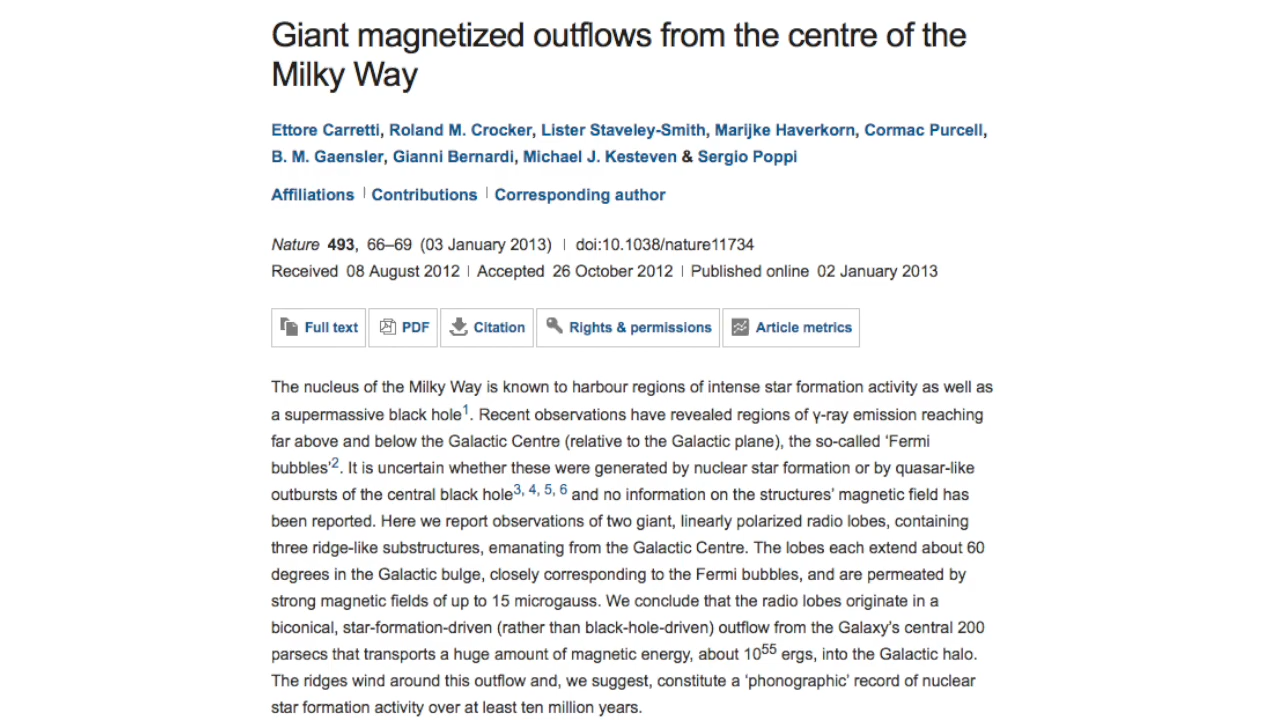 Giant magnetized outflows from the centre of the
Milky Way
Ettore Carretti, Roland M. Crocker, Lister Staveley-Smith, Marijke Haverkorn, Cormac Purcell,
B. M. Gaensler, Gianni Bernardi, Michael J. Kesteven & Sergio Poppi
Affiliations | Contributions | Corresponding author
Nature 493, 66–69 (03 January 2013) | doi:10.1038/nature11734
Received 08 August 2012 | Accepted 26 October 2012 | Published online 02 January 2013
Full text PDF Citation Rights & permissions Article metrics
The nucleus of the Milky Way is known to harbour regions of intense star formation activity as well as
a supermassive black hole1. Recent observations have revealed regions of γ-ray emission reaching
far above and below the Galactic Centre (relative to the Galactic plane), the so-called ‘Fermi
bubbles’2. It is uncertain whether these were generated by nuclear star formation or by quasar-like
outbursts of the central black hole3, 4, 5, 6 and no information on the structures’ magnetic field has
been reported. Here we report observations of two giant, linearly polarized radio lobes, containing
three ridge-like substructures, emanating from the Galactic Centre. The lobes each extend about 60
degrees in the Galactic bulge, closely corresponding to the Fermi bubbles, and are permeated by
strong magnetic fields of up to 15 microgauss. We conclude that the radio lobes originate in a
biconical, star-formation-driven (rather than black-hole-driven) outflow from the Galaxy’s central 200
parsecs that transports a huge amount of magnetic energy, about 1055 ergs, into the Galactic halo.
The ridges wind around this outflow and, we suggest, constitute a ‘phonographic’ record of nuclear
star formation activity over at least ten million years.